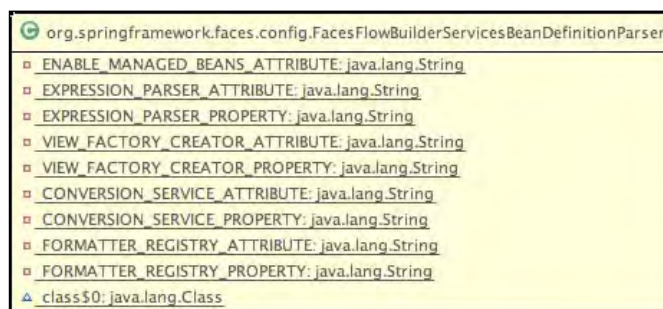 org.springframework.faces.config.FacesFlowBuilderServicesBeanDefinitionParser
ENABLE_MANAGED_BEANS_ATTRIBUTE: java.lang.String
EXPRESSION_PARSER_ATTRIBUTE: java.lang.String
EXPRESSION_PARSER_PROPERTY: java.lang.String
VIEW_FACTORY_CREATOR_ATTRIBUTE: java.lang.String
VIEW_FACTORY_CREATOR_PROPERTY: java.lang.String
CONVERSION_SERVICE_ATTRIBUTE: java.lang.String
CONVERSION_SERVICE_PROPERTY: java.lang.String
FORMATTER_REGISTRY_ATTRIBUTE: java.lang.String
FORMATTER_REGISTRY_PROPERTY: java.lang.String
class$0: java.lang.Class